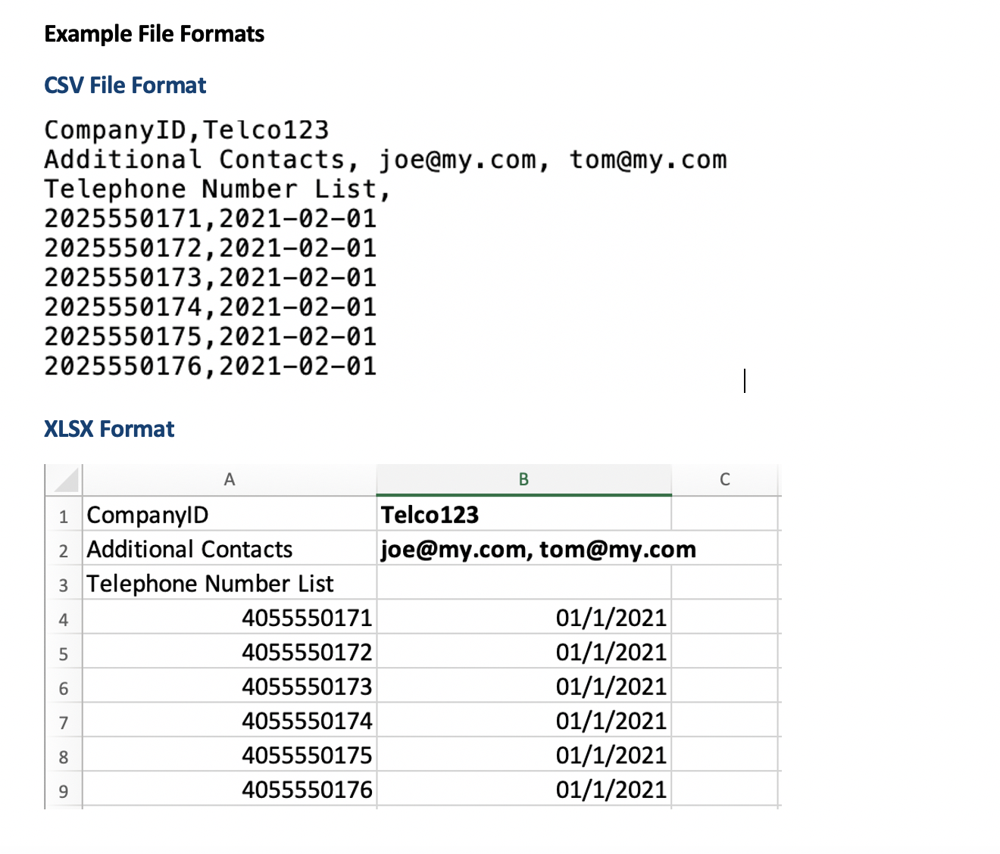 Example File Formats
CSV File Format
CompanyID,Telco123
Additional Contacts, joe@my.com, tom@my.com
Telephone Number List,
2025550171,2021-02-01
2025550172,2021-02-01
2025550173,2021-02-01
2025550174,2021-02-01
2025550175,2021-02-01
2025550176,2021-02-01
XLSX Format
A B C
1 CompanyID Telco123
2 Additional Contacts joe@my.com, tom@my.com
3 Telephone Number List
4 4055550171 01/1/2021
5 4055550172 01/1/2021
6 4055550173 01/1/2021
7 4055550174 01/1/2021
8 4055550175 01/1/2021
9 4055550176 01/1/2021